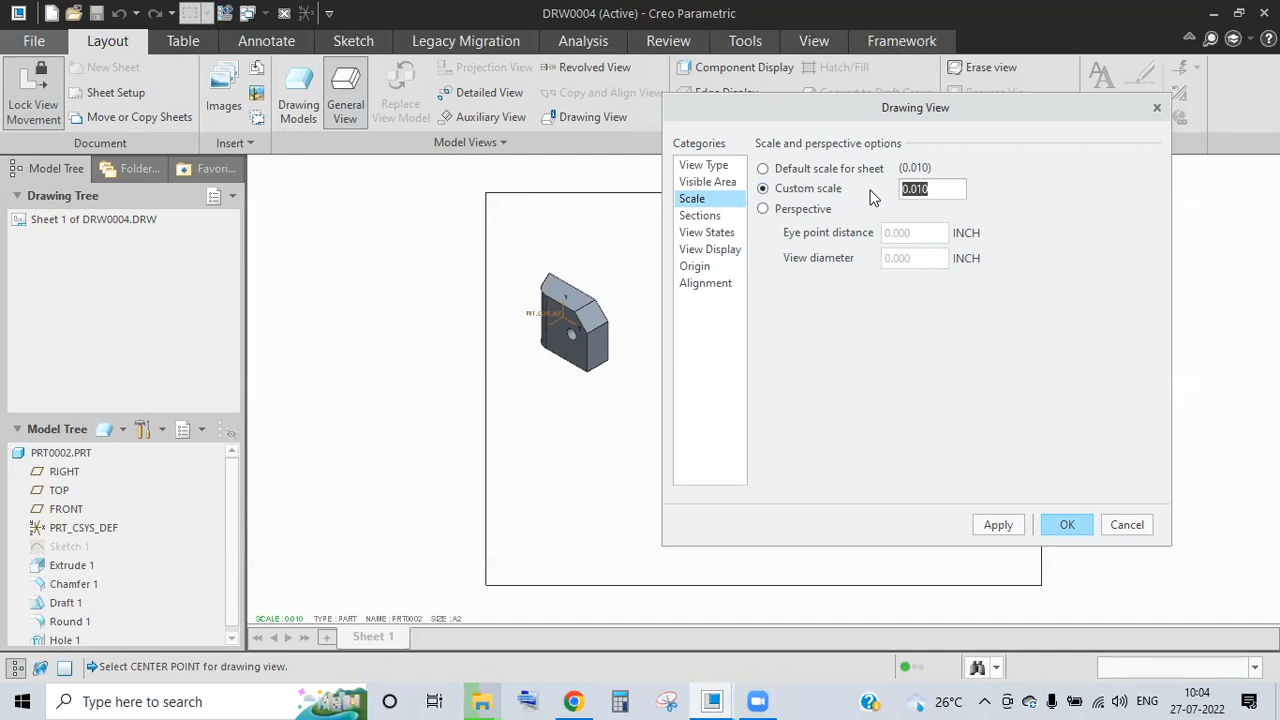 DRW0004 (Active) - Creo Parametric
File Layout Table Annotate Sketch Legacy Migration Analysis Review Tools View Framework
Lock View Movement
New Sheet
Sheet Setup
Move or Copy Sheets
Document
Images
Insert
Drawing Models
General View
Replace View Model
Projection View
Detailed View
Auxiliary View
Revolved View
Copy and Align View
Drawing View
Model Views
Component Display
Edge Display
Hatch/Fill
Convert to Draft Group
Erase view
Drawing View
Categories
View Type
Visible Area
Scale
Sections
View States
View Display
Origin
Alignment
Scale and perspective options
Default scale for sheet (0.010)
Custom scale 0.010
Perspective
Eye point distance 0.000 INCH
View diameter 0.000 INCH
Apply OK Cancel
Model Tree Folder... Favori...
Drawing Tree
Sheet 1 of DRW0004.DRW
Model Tree
PRT0002.PRT
RIGHT
TOP
FRONT
PRT_CSYS_DEF
Sketch 1
Extrude 1
Chamfer 1
Draft 1
Round 1
Hole 1
PRT_CSYS_DEF
SCALE:0.010 TYPE:PART NAME:PRT0002 SIZE:A2
Sheet 1
Select CENTER POINT for drawing view.
Type here to search
26°C
ENG
10:04
27-07-2022